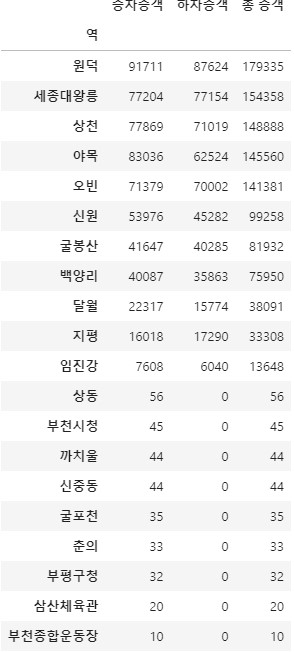 승차승객 하차승객 총 승객
역
원덕 91711 87624 179335
세종대왕릉 77204 77154 154358
상천 77869 71019 148888
야목 83036 62524 145560
오빈 71379 70002 141381
신원 53976 45282 99258
굴봉산 41647 40285 81932
백양리 40087 35863 75950
달월 22317 15774 38091
지평 16018 17290 33308
임진강 7608 6040 13648
상동 56 0 56
부천시청 45 0 45
까치울 44 0 44
신중동 44 0 44
굴포천 35 0 35
춘의 33 0 33
부평구청 32 0 32
삼산체육관 20 0 20
부천종합운동장 10 0 10